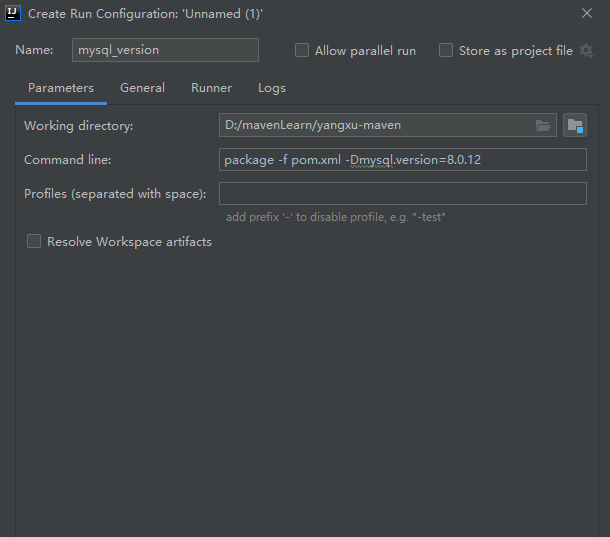 IJ Create Run Configuration: 'Unnamed (1)'
Name: mysql_version Allow parallel run Store as project file
Parameters General Runner Logs
Working directory: D:/mavenLearn/yangxu-maven
Command line: package -f pom.xml -Dmysql.version=8.0.12
Profiles (separated with space):
add prefix '-' to disable profile, e.g. "-test"
Resolve Workspace artifacts